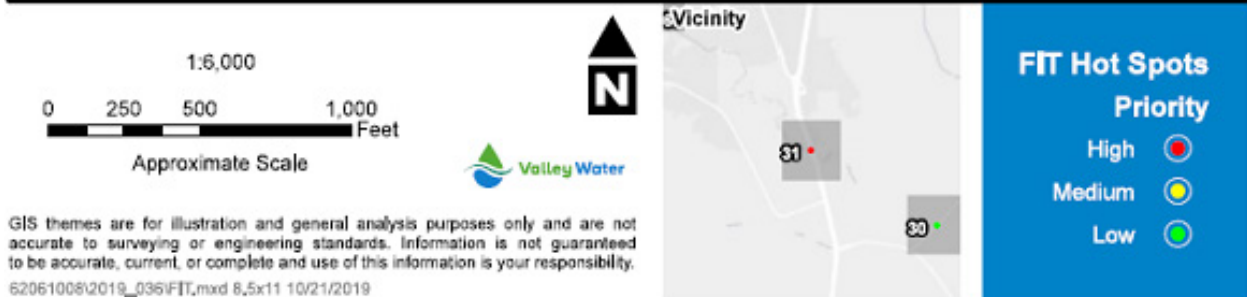 1:6,000
0 250 500 1,000
Feet
Approximate Scale
N
Valley Water
GIS themes are for illustration and general analysis purposes only and are not
accurate to surveying or engineering standards. Information is not guaranteed
to be accurate, current, or complete and use of this information is your responsibility.
62061008\2019_036\FIT.mxd 8.5x11 10/21/2019
Vicinity
31
30
FIT Hot Spots
Priority
High
Medium
Low